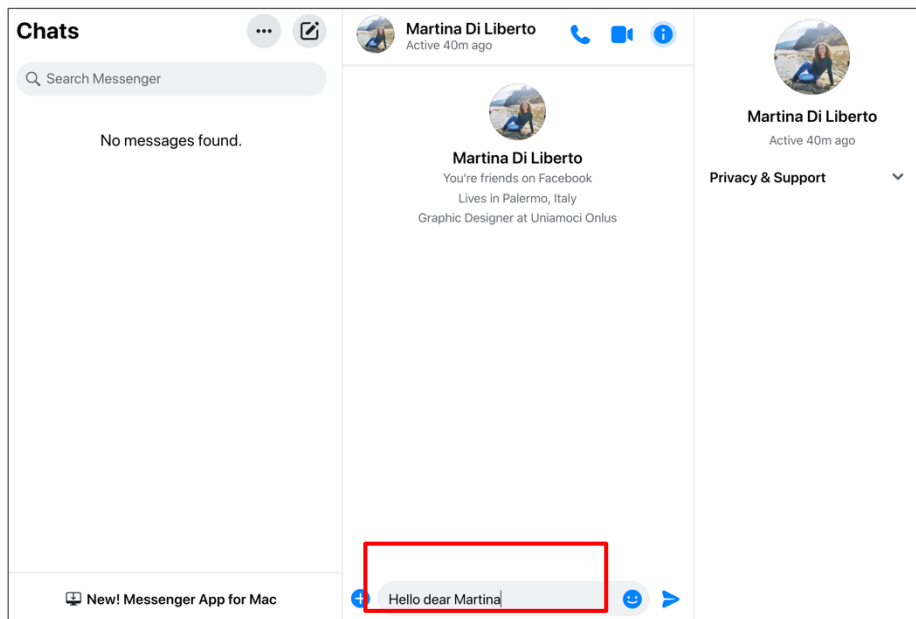 Chats
Search Messenger
No messages found.
New! Messenger App for Mac
Martina Di Liberto
Active 40m ago
Martina Di Liberto
You're friends on Facebook
Lives in Palermo, Italy
Graphic Designer at Uniamoci Onlus
Hello dear Martina
Martina Di Liberto
Active 40m ago
Privacy & Support